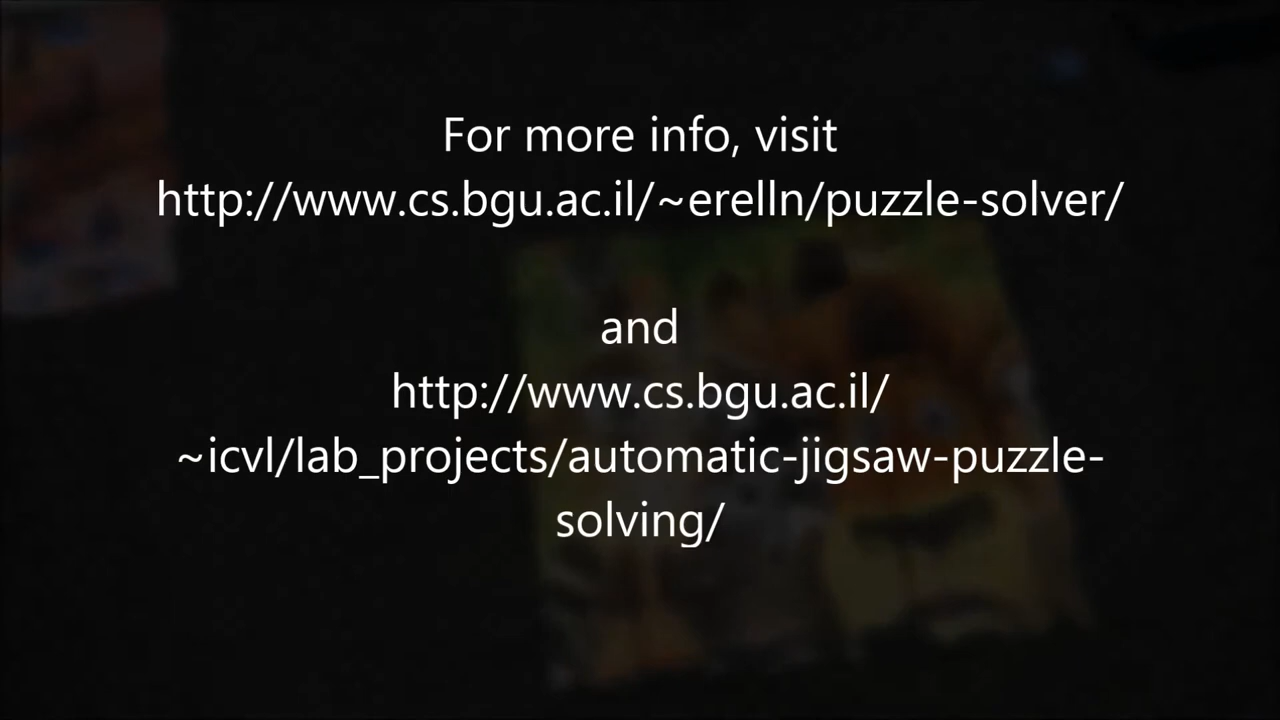 For more info, visit
http://www.cs.bgu.ac.il/~erelln/puzzle-solver/
and
http://www.cs.bgu.ac.il/
~icvl/lab_projects/automatic-jigsaw-puzzle-
solving/